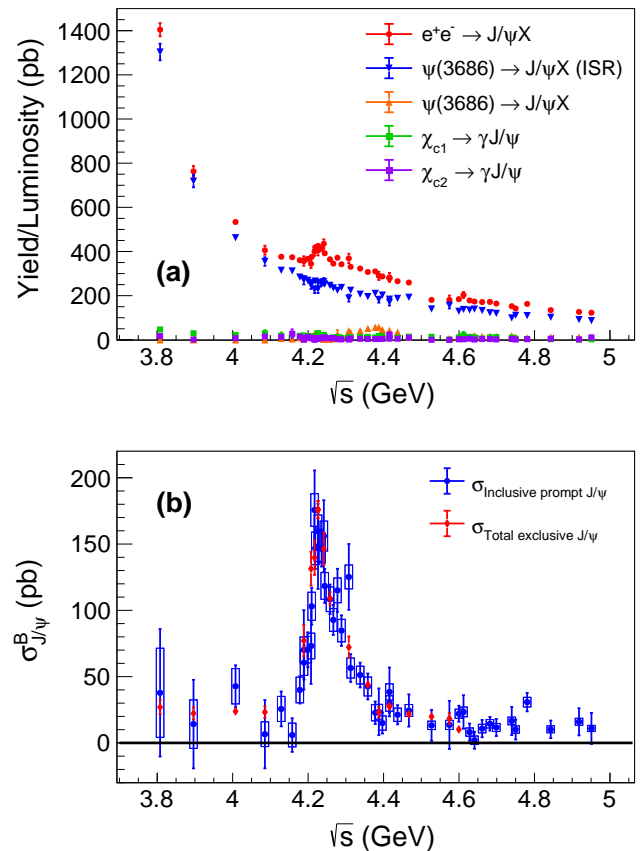 1400
1200
1000
800
600
400
200
0
Yield/Luminosity (pb)
e⁺e⁻ → J/ψX
ψ(3686) → J/ψX (ISR)
ψ(3686) → J/ψX
χc1 → γJ/ψ
χc2 → γJ/ψ
(a)
3.8 4 4.2 4.4 4.6 4.8 5
√s (GeV)
200
150
100
50
0
σᴮJ/ψ (pb)
(b)
σInclusive prompt J/ψ
σTotal exclusive J/ψ
3.8 4 4.2 4.4 4.6 4.8 5
√s (GeV)